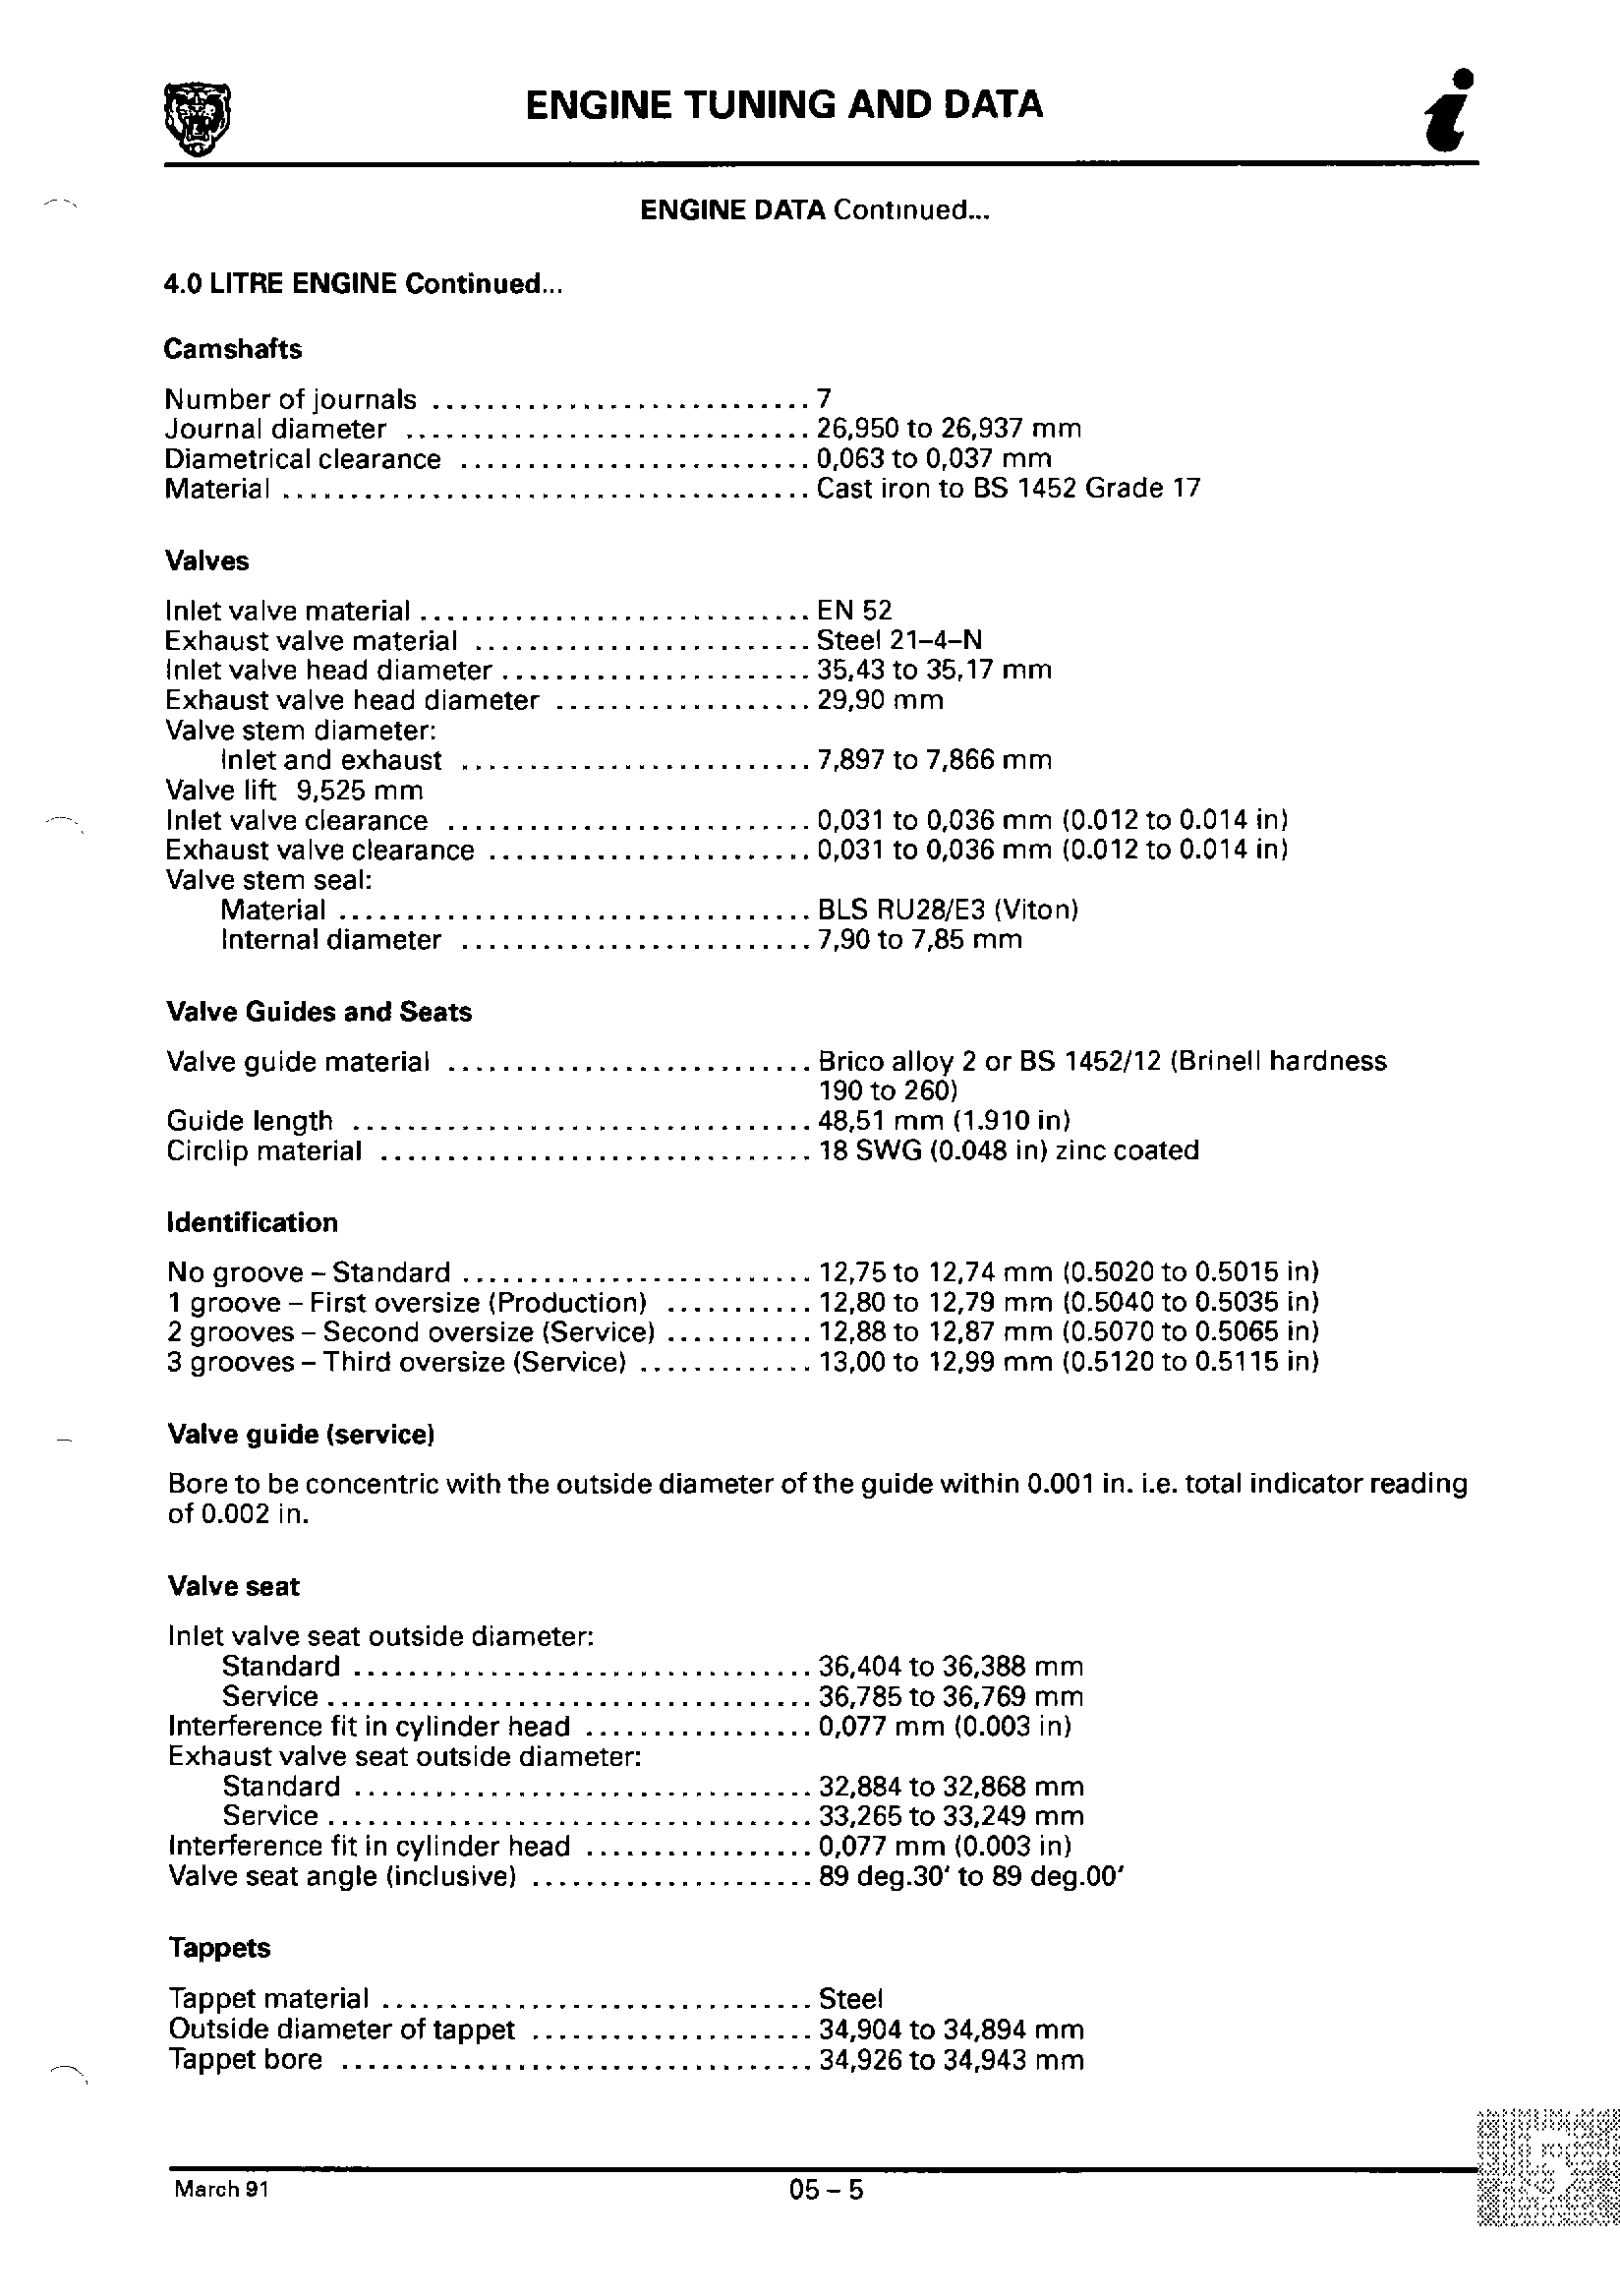 ENGINE TUNING AND DATA
i
ENGINE DATA Continued...
4.0 LITRE ENGINE Continued...
Camshafts
Number of journals ............................ 7
Journal diameter .............................. 26,950 to 26,937 mm
Diametrical clearance .......................... 0,063 to 0,037 mm
Material ....................................... Cast iron to BS 1452 Grade 17
Valves
Inlet valve material ............................. EN 52
Exhaust valve material ......................... Steel 21–4–N
Inlet valve head diameter ....................... 35,43 to 35,17 mm
Exhaust valve head diameter ................... 29,90 mm
Valve stem diameter:
Inlet and exhaust .......................... 7,897 to 7,866 mm
Valve lift 9,525 mm
Inlet valve clearance ........................... 0,031 to 0,036 mm (0.012 to 0.014 in)
Exhaust valve clearance ........................ 0,031 to 0,036 mm (0.012 to 0.014 in)
Valve stem seal:
Material ................................... BLS RU28/E3 (Viton)
Internal diameter .......................... 7,90 to 7,85 mm
Valve Guides and Seats
Valve guide material ........................... Brico alloy 2 or BS 1452/12 (Brinell hardness
190 to 260)
Guide length .................................. 48,51 mm (1.910 in)
Circlip material ................................ 18 SWG (0.048 in) zinc coated
Identification
No groove – Standard .......................... 12,75 to 12,74 mm (0.5020 to 0.5015 in)
1 groove – First oversize (Production) ........... 12,80 to 12,79 mm (0.5040 to 0.5035 in)
2 grooves – Second oversize (Service) ........... 12,88 to 12,87 mm (0.5070 to 0.5065 in)
3 grooves – Third oversize (Service) ............. 13,00 to 12,99 mm (0.5120 to 0.5115 in)
Valve guide (service)
Bore to be concentric with the outside diameter of the guide within 0.001 in. i.e. total indicator reading
of 0.002 in.
Valve seat
Inlet valve seat outside diameter:
Standard .................................. 36,404 to 36,388 mm
Service .................................... 36,785 to 36,769 mm
Interference fit in cylinder head ................. 0,077 mm (0.003 in)
Exhaust valve seat outside diameter:
Standard .................................. 32,884 to 32,868 mm
Service .................................... 33,265 to 33,249 mm
Interference fit in cylinder head ................. 0,077 mm (0.003 in)
Valve seat angle (inclusive) ..................... 89 deg.30' to 89 deg.00'
Tappets
Tappet material ................................ Steel
Outside diameter of tappet ..................... 34,904 to 34,894 mm
Tappet bore ................................... 34,926 to 34,943 mm
5
March 91
05 – 5